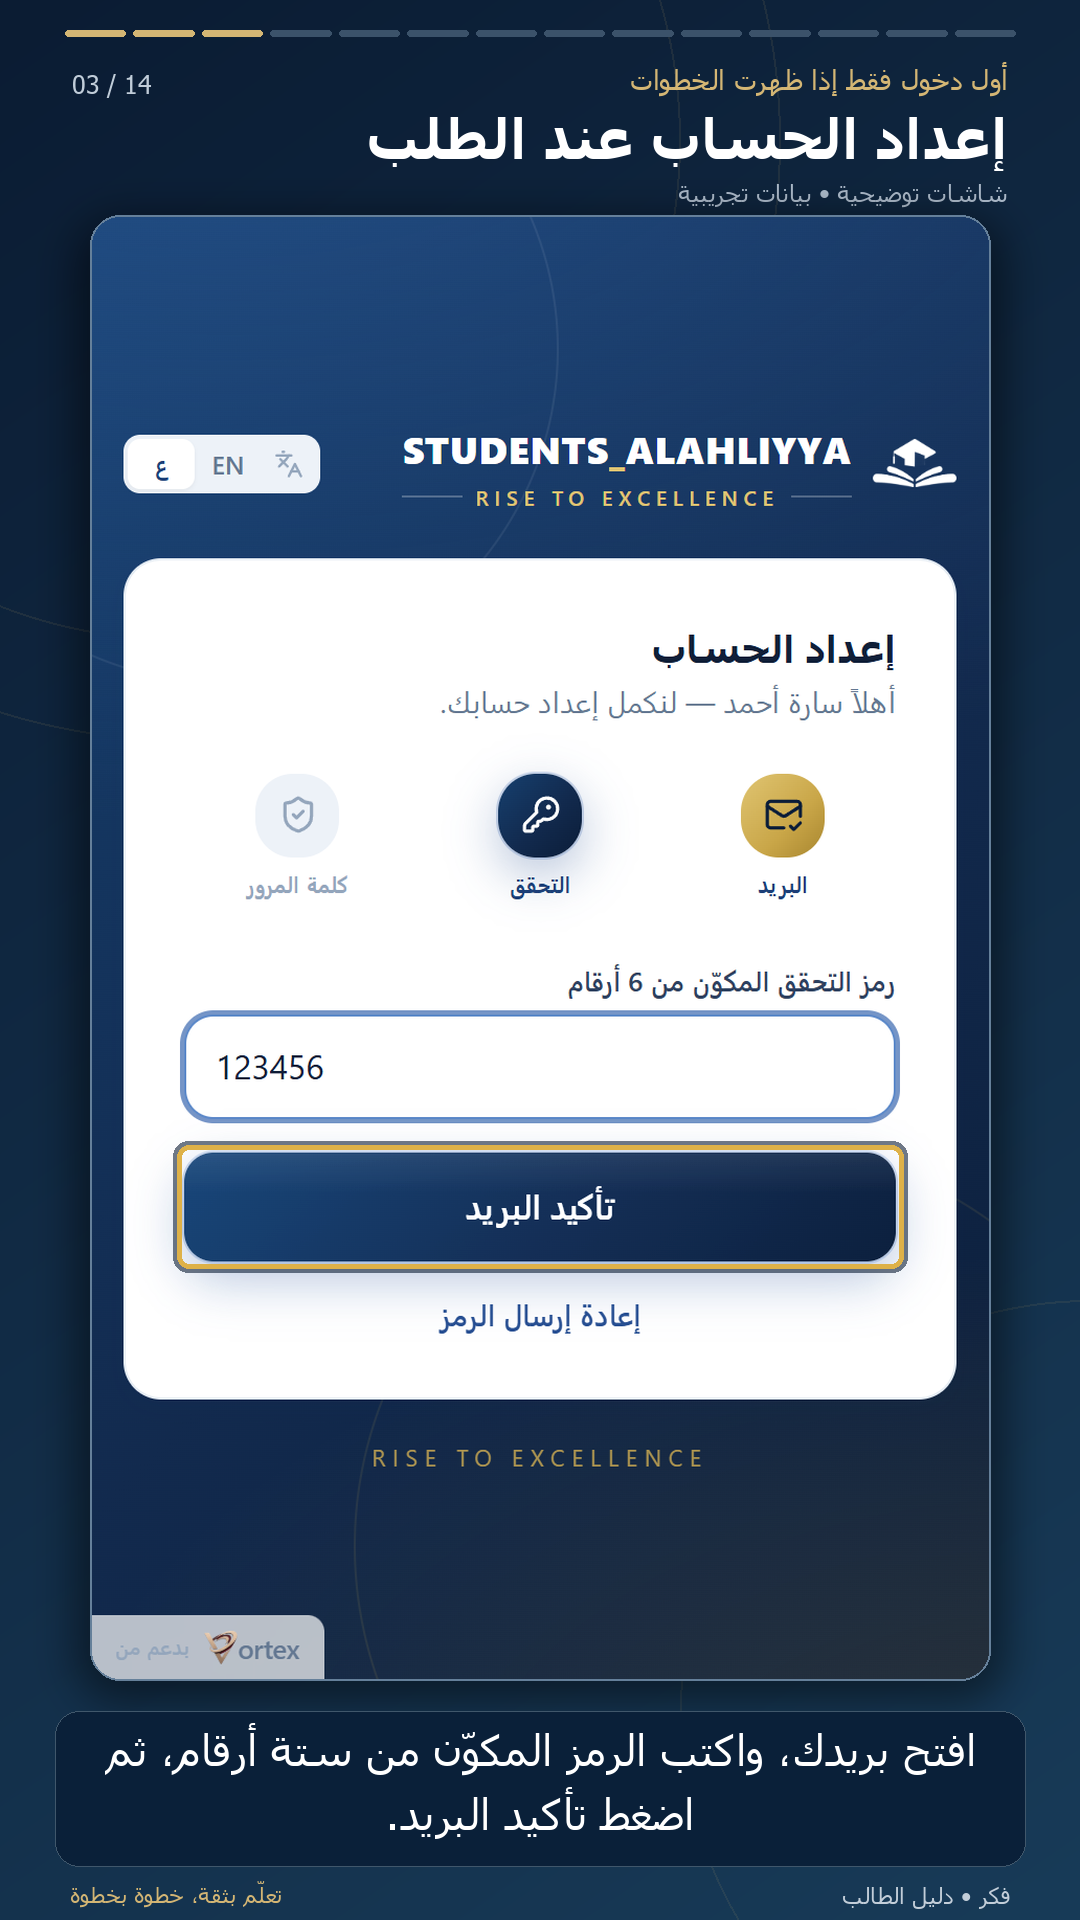 03 / 14
أول دخول فقط إذا ظهرت الخطوات
إعداد الحساب عند الطلب
شاشات توضيحية • بيانات تجريبية
STUDENTS_ALAHLIYYA
RISE TO EXCELLENCE
ع EN
إعداد الحساب
أهلاً سارة أحمد — لنكمل إعداد حسابك.
البريد
التحقق
كلمة المرور
رمز التحقق المكوّن من 6 أرقام
123456
تأكيد البريد
إعادة إرسال الرمز
RISE TO EXCELLENCE
بدعم من Vortex
افتح بريدك، واكتب الرمز المكوّن من ستة أرقام، ثم
اضغط تأكيد البريد.
فكر • دليل الطالب
تعلّم بثقة، خطوة بخطوة